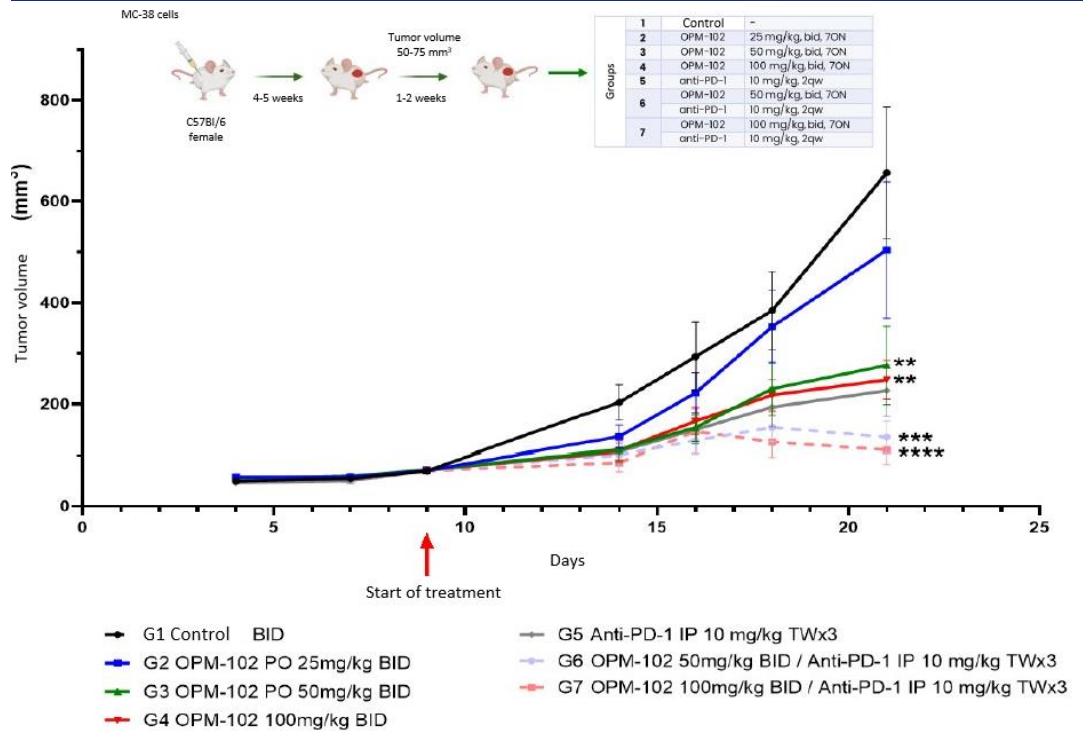 MC-38 cells
Tumor volume
50-75 mm³
4-5 weeks
1-2 weeks
C57Bl/6
female
Groups
1 Control -
2 OPM-102 25 mg/kg, bid, 7ON
3 OPM-102 50 mg/kg, bid, 7ON
4 OPM-102 100 mg/kg, bid, 7ON
5 anti-PD-1 10 mg/kg, 2qw
6 OPM-102 50 mg/kg, bid, 7ON
anti-PD-1 10 mg/kg, 2qw
7 OPM-102 100 mg/kg, bid, 7ON
anti-PD-1 10 mg/kg, 2qw
Tumor volume (mm³)
800
600
400
200
0
**
**
***
****
0 5 10 15 20 25
Days
Start of treatment
G1 Control BID
G2 OPM-102 PO 25mg/kg BID
G3 OPM-102 PO 50mg/kg BID
G4 OPM-102 100mg/kg BID
G5 Anti-PD-1 IP 10 mg/kg TWx3
G6 OPM-102 50mg/kg BID / Anti-PD-1 IP 10 mg/kg TWx3
G7 OPM-102 100mg/kg BID / Anti-PD-1 IP 10 mg/kg TWx3